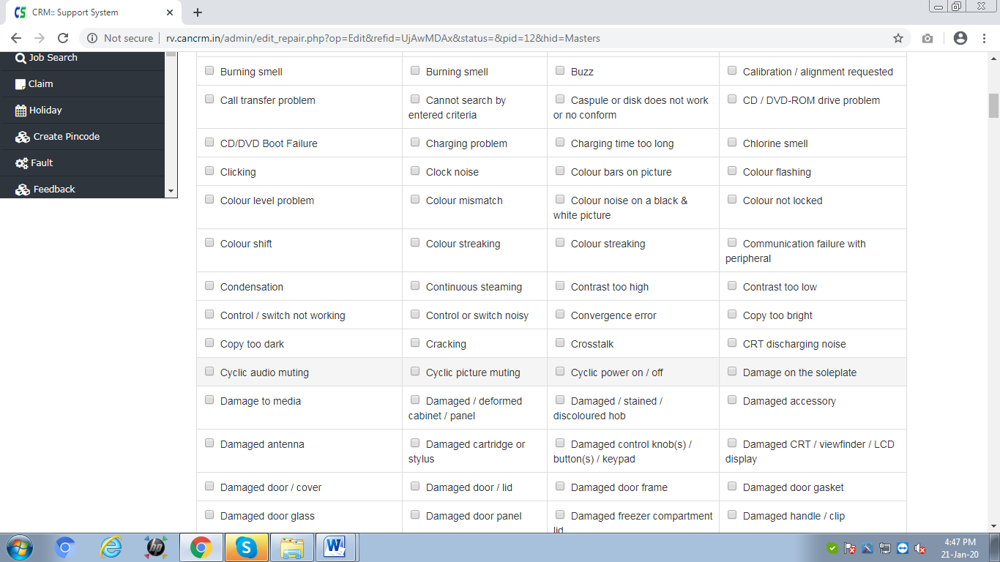 CRM:: Support System
Not secure
rv.cancrm.in/admin/edit_repair.php?op=Edit&refid=UjAwMDAx&status=&pid=12&hid=Masters
Job Search
Claim
Holiday
Create Pincode
Fault
Feedback
Burning smell
Burning smell
Buzz
Calibration / alignment requested
Call transfer problem
Cannot search by
entered criteria
Caspule or disk does not work
or no conform
CD / DVD-ROM drive problem
CD/DVD Boot Failure
Charging problem
Charging time too long
Chlorine smell
Clicking
Clock noise
Colour bars on picture
Colour flashing
Colour level problem
Colour mismatch
Colour noise on a black &
white picture
Colour not locked
Colour shift
Colour streaking
Colour streaking
Communication failure with
peripheral
Condensation
Continuous steaming
Contrast too high
Contrast too low
Control / switch not working
Control or switch noisy
Convergence error
Copy too bright
Copy too dark
Cracking
Crosstalk
CRT discharging noise
Cyclic audio muting
Cyclic picture muting
Cyclic power on / off
Damage on the soleplate
Damage to media
Damaged / deformed
cabinet / panel
Damaged / stained /
discoloured hob
Damaged accessory
Damaged antenna
Damaged cartridge or
stylus
Damaged control knob(s) /
button(s) / keypad
Damaged CRT / viewfinder / LCD
display
Damaged door / cover
Damaged door / lid
Damaged door frame
Damaged door gasket
Damaged door glass
Damaged door panel
Damaged freezer compartment
lid
Damaged handle / clip
4:47 PM
21-Jan-20